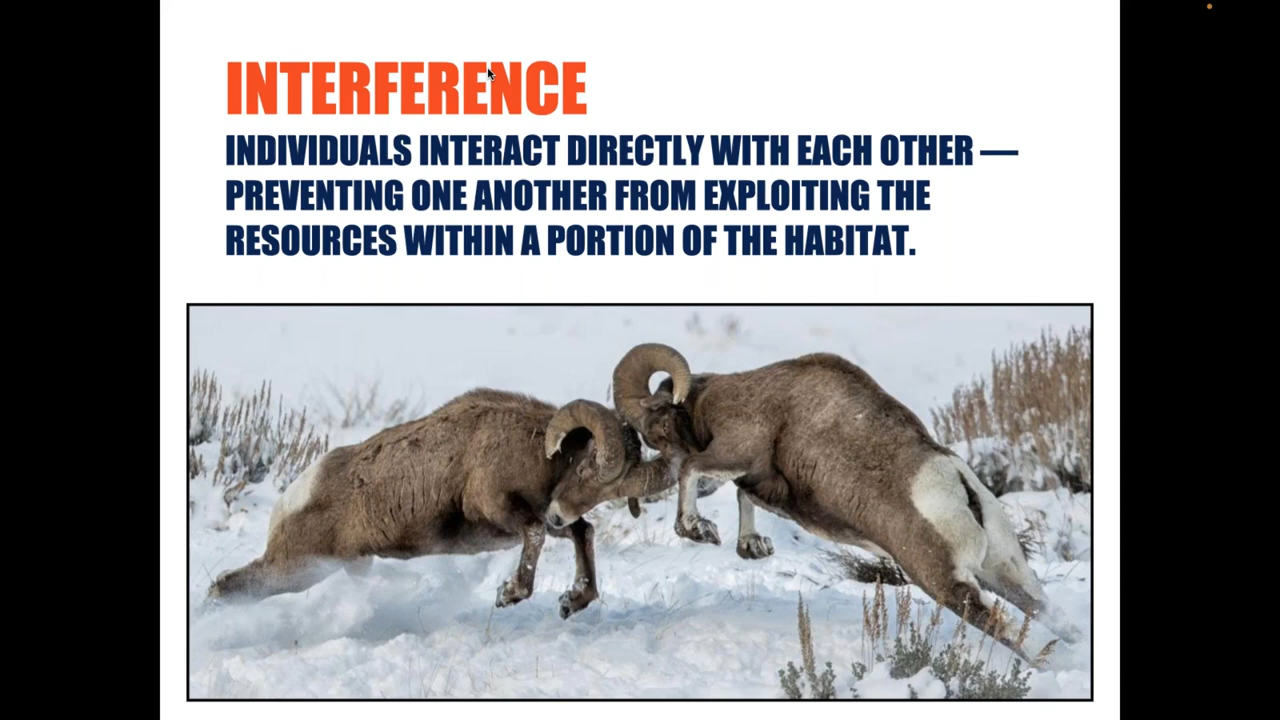 INTERFERENCE
INDIVIDUALS INTERACT DIRECTLY WITH EACH OTHER —
PREVENTING ONE ANOTHER FROM EXPLOITING THE
RESOURCES WITHIN A PORTION OF THE HABITAT.